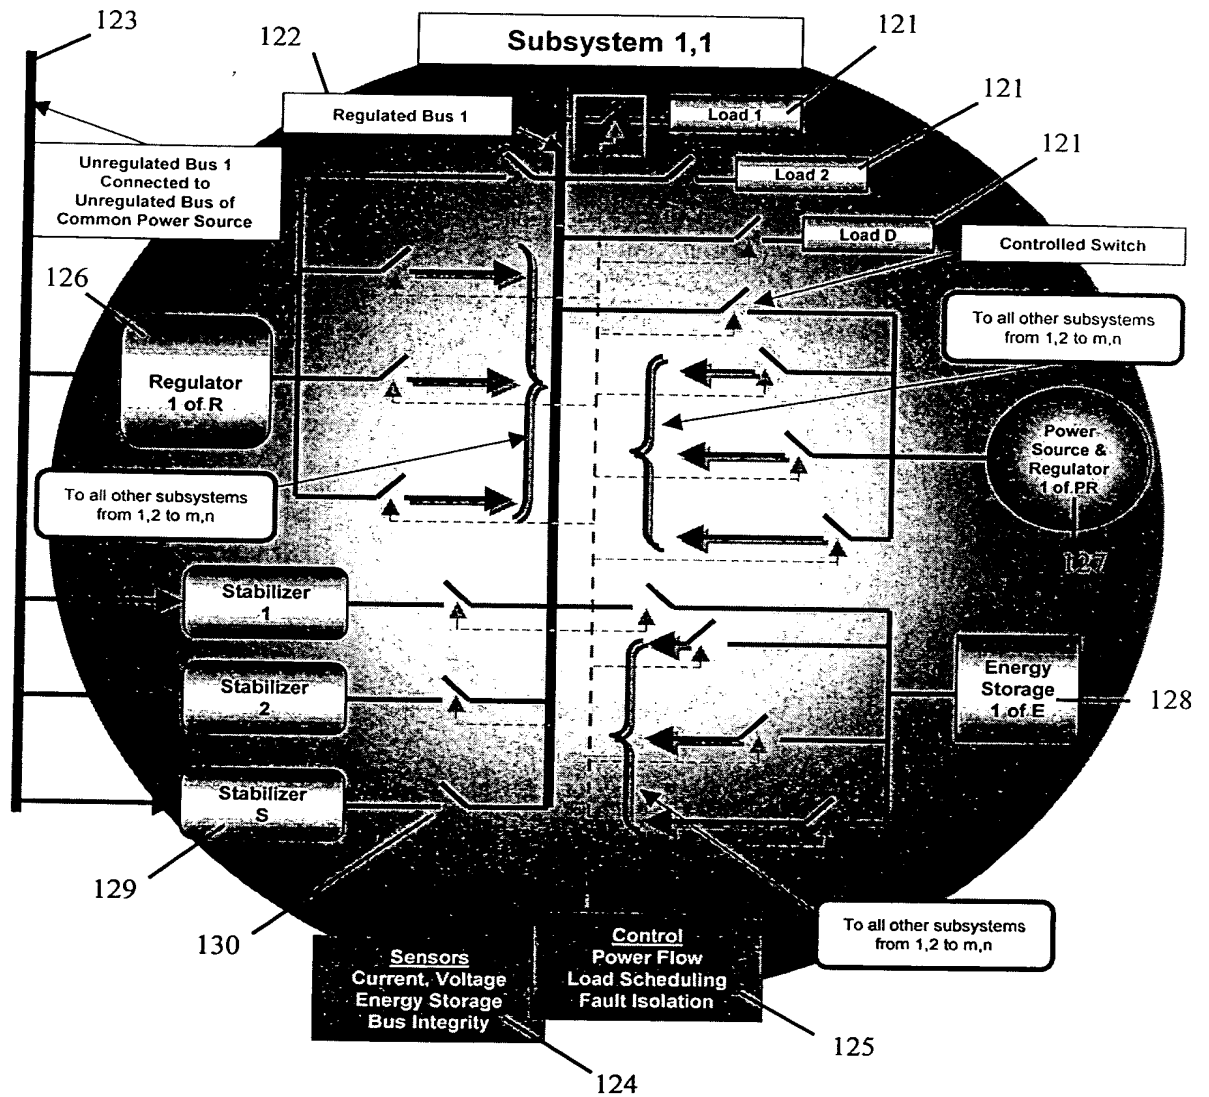 123
122
Subsystem 1,1
121
Regulated Bus 1
Load 1
121
Unregulated Bus 1
Connected to
Unregulated Bus of
Common Power Source
Load 2
121
Load D
Controlled Switch
126
To all other subsystems
from 1,2 to m,n
Regulator
1 of R
Power-
Source &
Regulator
1 of PR
To all other subsystems
from 1,2 to m,n
127
Stabilizer
1
Stabilizer
2
Energy
Storage
1 of E
128
Stabilizer
S
129
130
To all other subsystems
from 1,2 to m,n
Sensors
Current, Voltage
Energy Storage
Bus Integrity
Control
Power Flow
Load Scheduling
Fault Isolation
125
124